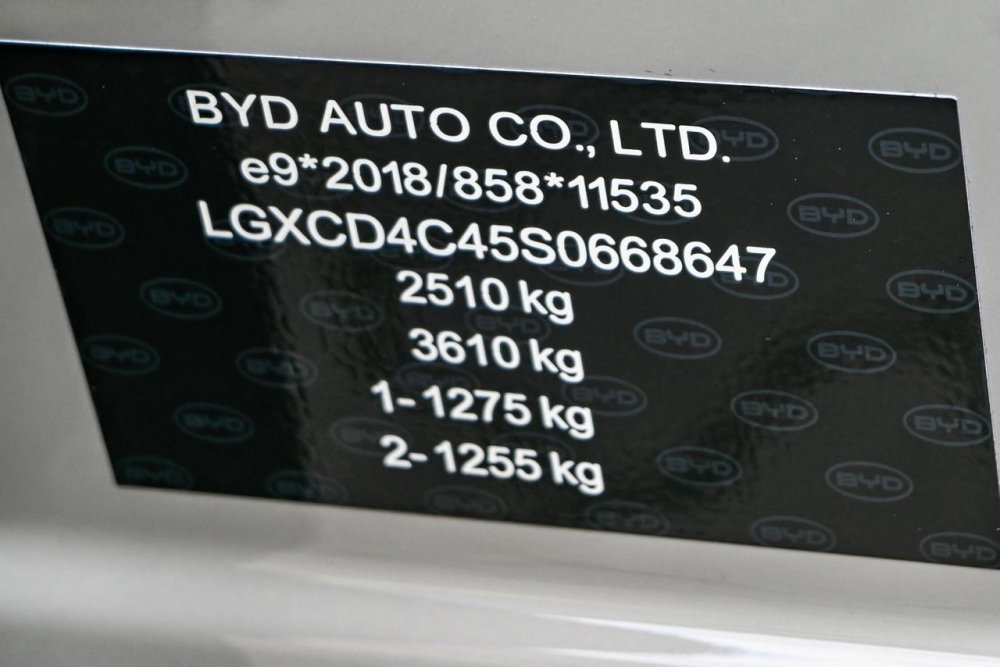 BYD AUTO CO., LTD.
e9*2018/858*11535
LGXCD4C45S0668647
2510 kg
3610 kg
1-1275 kg
2-1255 kg